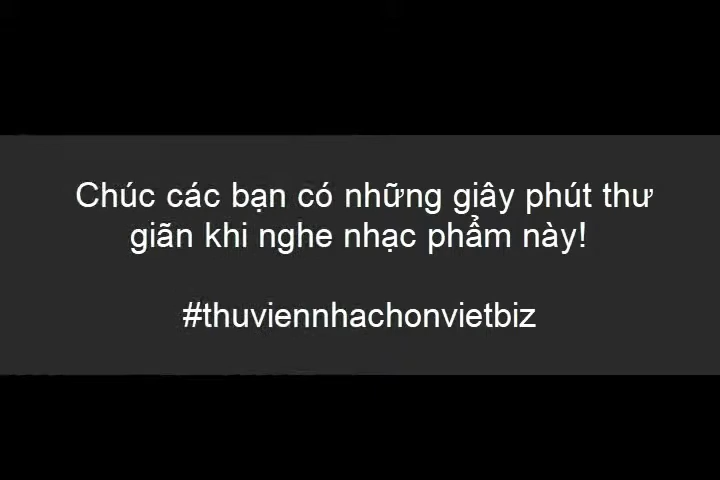 Chúc các bạn có những giây phút thư
giãn khi nghe nhạc phẩm này!
#thuviennhachonvietbiz